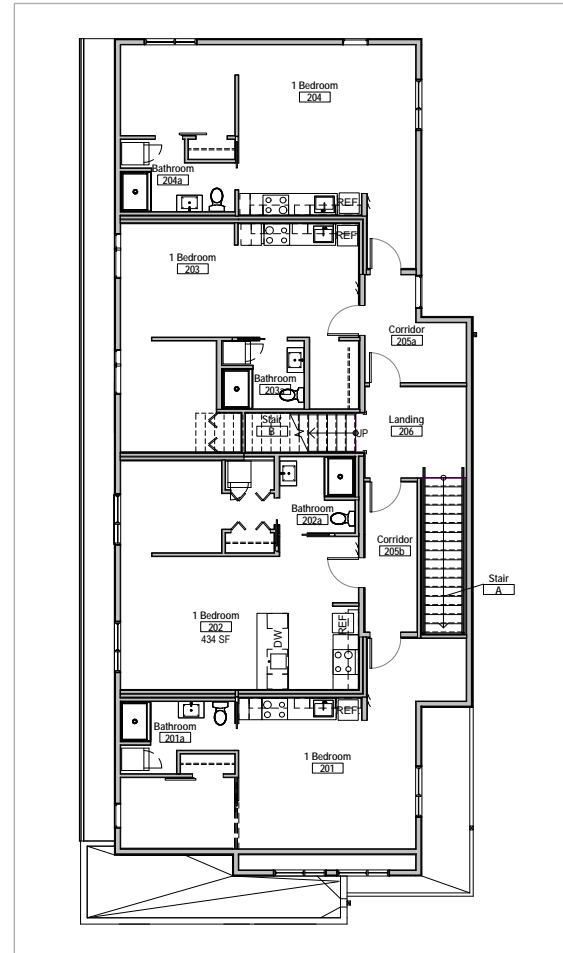 1 Bedroom
204
Bathroom
204a
REF.
REF.
1 Bedroom
203
Corridor
205a
Bathroom
203a
Stair
B
UP
Landing
206
Bathroom
202a
Corridor
205b
Stair
A
1 Bedroom
202
434 SF
DW
REF.
REF.
Bathroom
201a
1 Bedroom
201